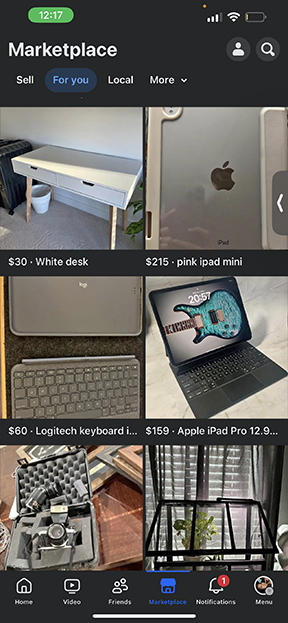 12:17
Marketplace
Sell
For you
Local
More
iPad
$30 · White desk
$215 · pink ipad mini
logi
20:57
$60 · Logitech keyboard i...
$159 · Apple iPad Pro 12.9...
1
Home
Video
Friends
Marketplace
Notifications
Menu